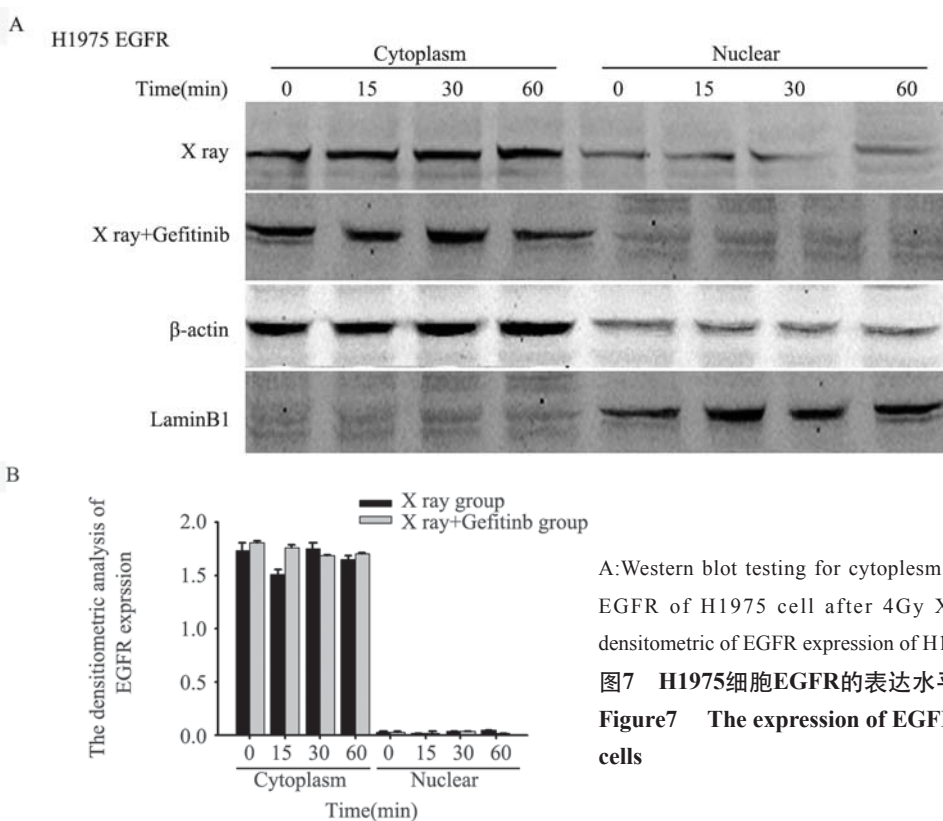 A
H1975 EGFR
Cytoplasm Nuclear
Time(min) 0 15 30 60 0 15 30 60
X ray
X ray+Gefitinib
β-actin
LaminB1
B
The densitiometric analysis of
EGFR exprssion
X ray group
X ray+Gefitinb group
2.0
1.5
1.0
0.5
0.0
0 15 30 60 0 15 30 60
Cytoplasm Nuclear
Time(min)
A:Western blot testing for cytoplesm
EGFR of H1975 cell after 4Gy X
densitometric of EGFR expression of H1
图7 H1975细胞EGFR的表达水平
Figure7 The expression of EGFR
cells